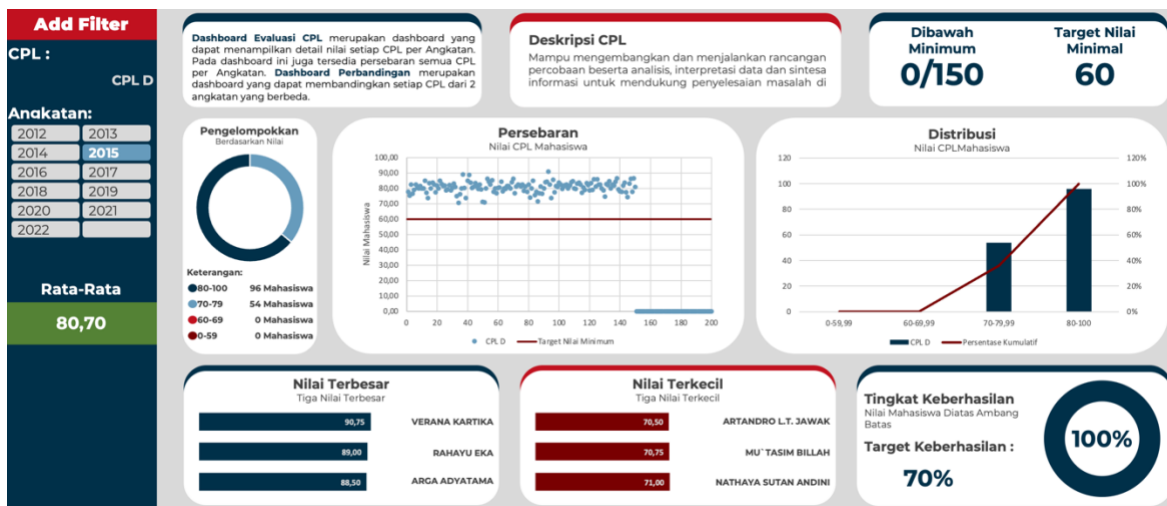 Add Filter
CPL :
CPL D
Angkatan:
2012 2013
2014 2015
2016 2017
2018 2019
2020 2021
2022
Rata-Rata
80,70
Dashboard Evaluasi CPL merupakan dashboard yang
dapat menampilkan detail nilai setiap CPL per Angkatan.
Pada dashboard ini juga tersedia persebaran semua CPL
per Angkatan. Dashboard Perbandingan merupakan
dashboard yang dapat membandingkan setiap CPL dari 2
angkatan yang berbeda.
Deskripsi CPL
Mampu mengembangkan dan menjalankan rancangan
percobaan beserta analisis, interpretasi data dan sintesa
informasi untuk mendukung penyelesaian masalah di
Dibawah
Minimum
0/150
Target Nilai
Minimal
60
Pengelompokkan
Berdasarkan Nilai
Keterangan:
80-100 96 Mahasiswa
70-79 54 Mahasiswa
60-69 0 Mahasiswa
0-59 0 Mahasiswa
Persebaran
Nilai CPL Mahasiswa
Nilai Mahasiswa
100,00
90,00
80,00
70,00
60,00
50,00
40,00
30,00
20,00
10,00
0,00
0 20 40 60 80 100 120 140 160 180 200
CPL D Target Nilai Minimum
Distribusi
Nilai CPLMahasiswa
120 120%
100 100%
80 80%
60 60%
40 40%
20 20%
0 0%
0-59,99 60-69,99 70-79,99 80-100
CPL D Persentase Kumulatif
Nilai Terbesar
Tiga Nilai Terbesar
90,75 VERANA KARTIKA
89,00 RAHAYU EKA
88,50 ARGA ADYATAMA
Nilai Terkecil
Tiga Nilai Terkecil
70,50 ARTANDRO L.T. JAWAK
70,75 MU`TASIM BILLAH
71,00 NATHAYA SUTAN ANDINI
Tingkat Keberhasilan
Nilai Mahasiswa Diatas Ambang
Batas
Target Keberhasilan :
70%
100%